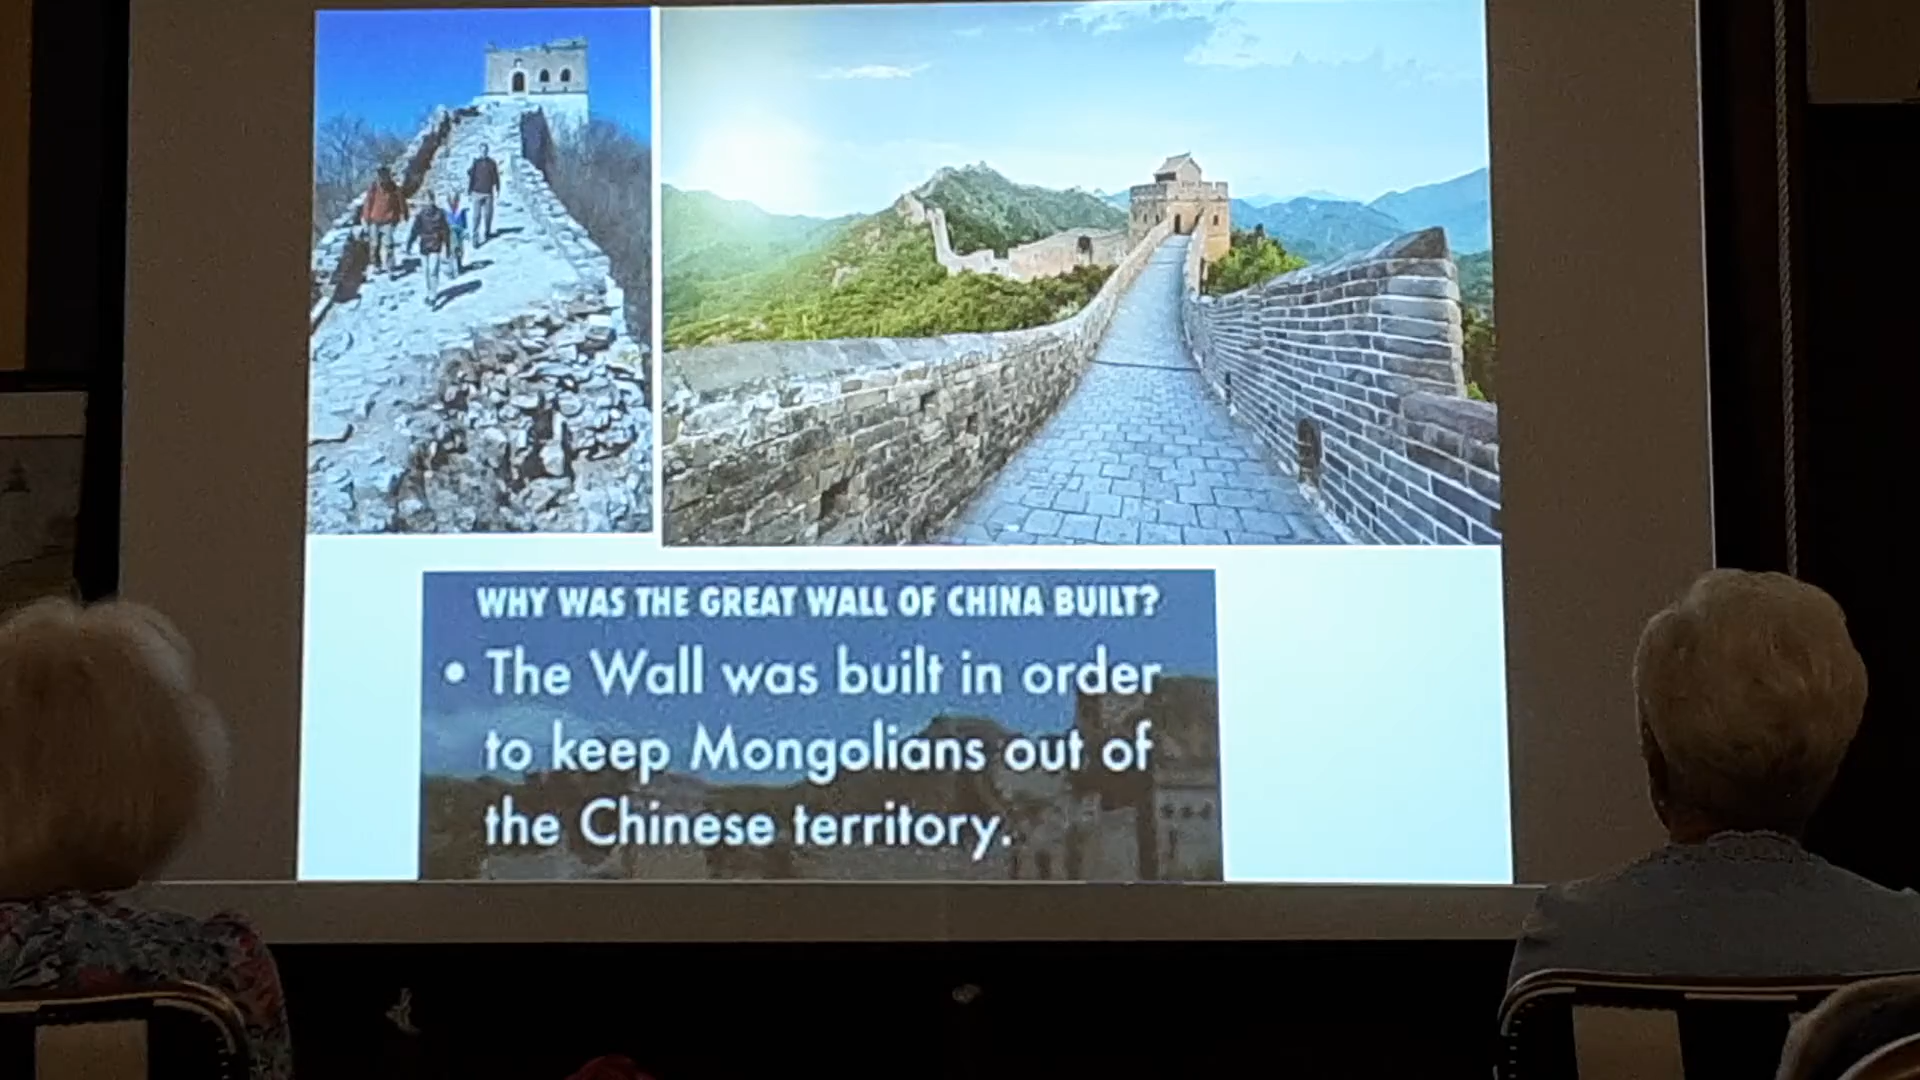 WHY WAS THE GREAT WALL OF CHINA BUILT?
• The Wall was built in order
to keep Mongolians out of
the Chinese territory.